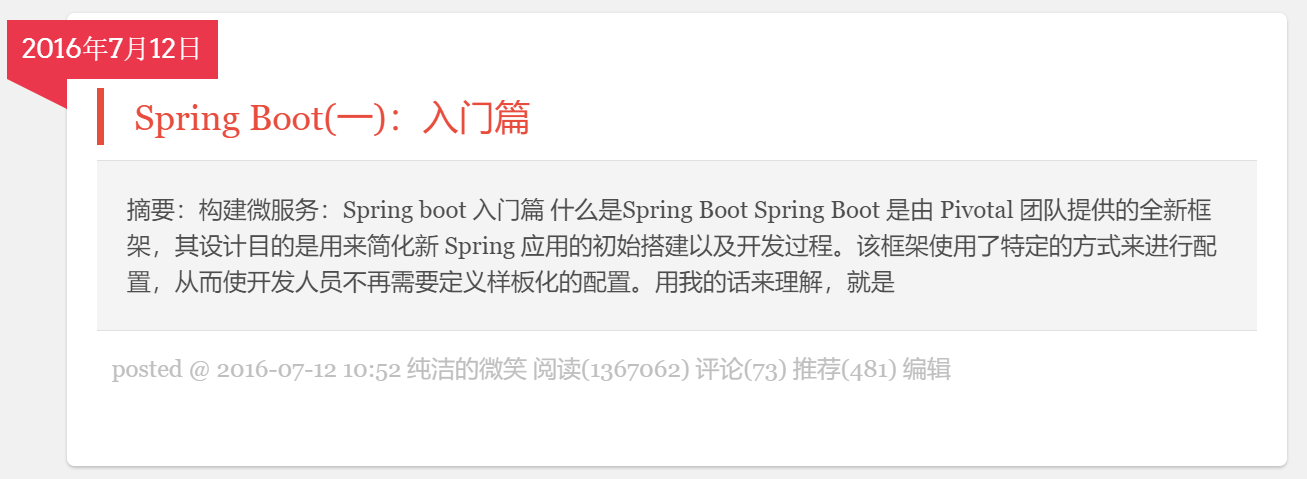 2016年7月12日
Spring Boot(一)：入门篇
摘要：构建微服务：Spring boot 入门篇 什么是Spring Boot Spring Boot 是由 Pivotal 团队提供的全新框
架，其设计目的是用来简化新 Spring 应用的初始搭建以及开发过程。该框架使用了特定的方式来进行配
置，从而使开发人员不再需要定义样板化的配置。用我的话来理解，就是
posted @ 2016-07-12 10:52 纯洁的微笑 阅读(1367062) 评论(73) 推荐(481) 编辑